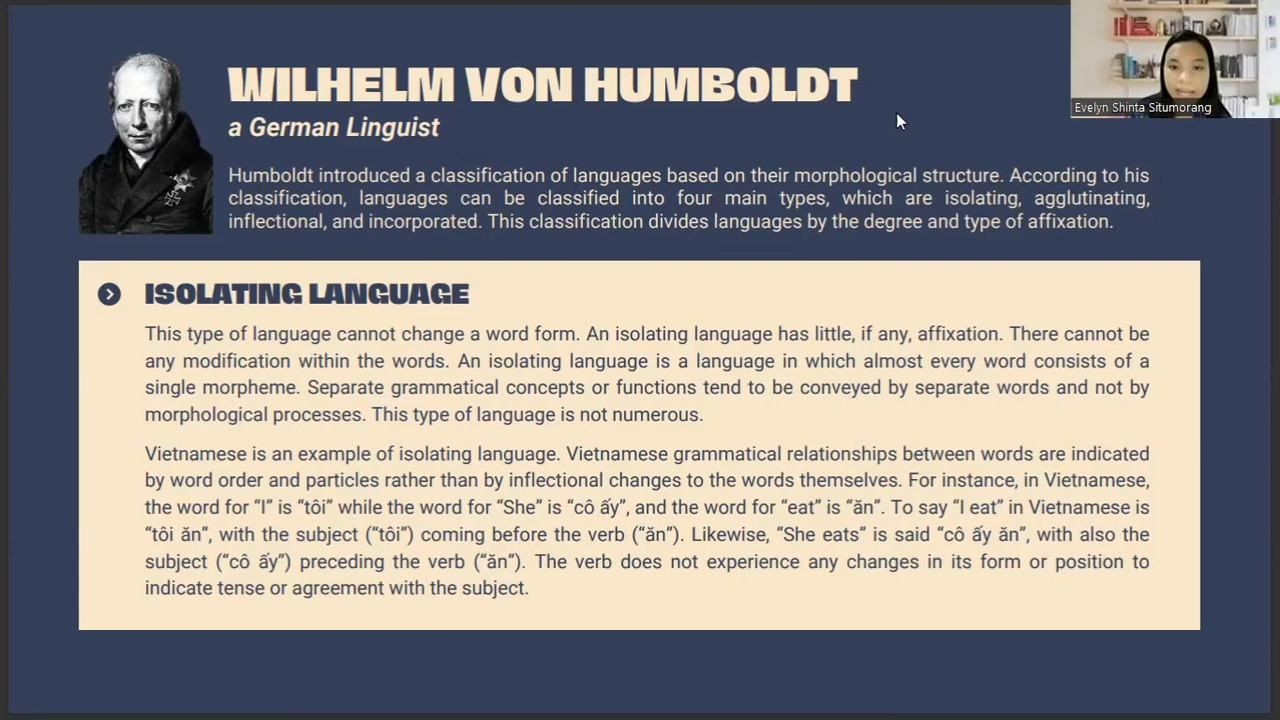 WILHELM VON HUMBOLDT
a German Linguist
Evelyn Shinta Situmorang
Humboldt introduced a classification of languages based on their morphological structure. According to his
classification, languages can be classified into four main types, which are isolating, agglutinating,
inflectional, and incorporated. This classification divides languages by the degree and type of affixation.
ISOLATING LANGUAGE
This type of language cannot change a word form. An isolating language has little, if any, affixation. There cannot be
any modification within the words. An isolating language is a language in which almost every word consists of a
single morpheme. Separate grammatical concepts or functions tend to be conveyed by separate words and not by
morphological processes. This type of language is not numerous.
Vietnamese is an example of isolating language. Vietnamese grammatical relationships between words are indicated
by word order and particles rather than by inflectional changes to the words themselves. For instance, in Vietnamese,
the word for “I” is “tôi” while the word for “She” is “cô ấy”, and the word for “eat” is “ăn”. To say “I eat” in Vietnamese is
“tôi ăn”, with the subject (“tôi”) coming before the verb (“ăn”). Likewise, “She eats” is said “cô ấy ăn”, with also the
subject (“cô ấy”) preceding the verb (“ăn”). The verb does not experience any changes in its form or position to
indicate tense or agreement with the subject.